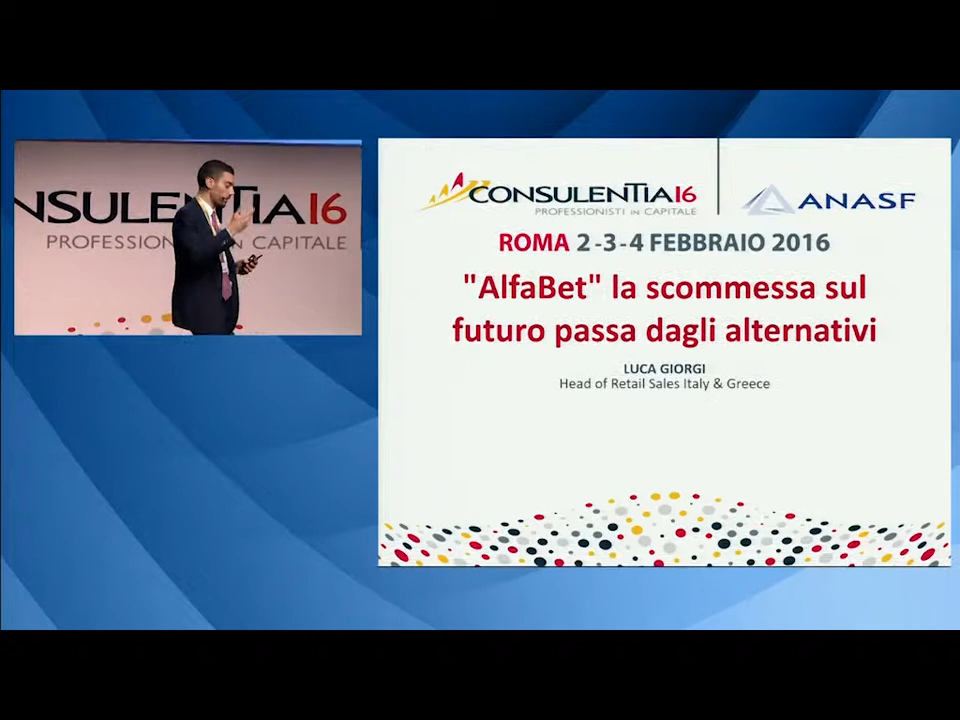 NSULENTIA16
PROFESSION IN CAPITALE
CONSULENTIA16
PROFESSIONISTI IN CAPITALE
ANASF
ROMA 2-3-4 FEBBRAIO 2016
"AlfaBet" la scommessa sul
futuro passa dagli alternativi
LUCA GIORGI
Head of Retail Sales Italy & Greece